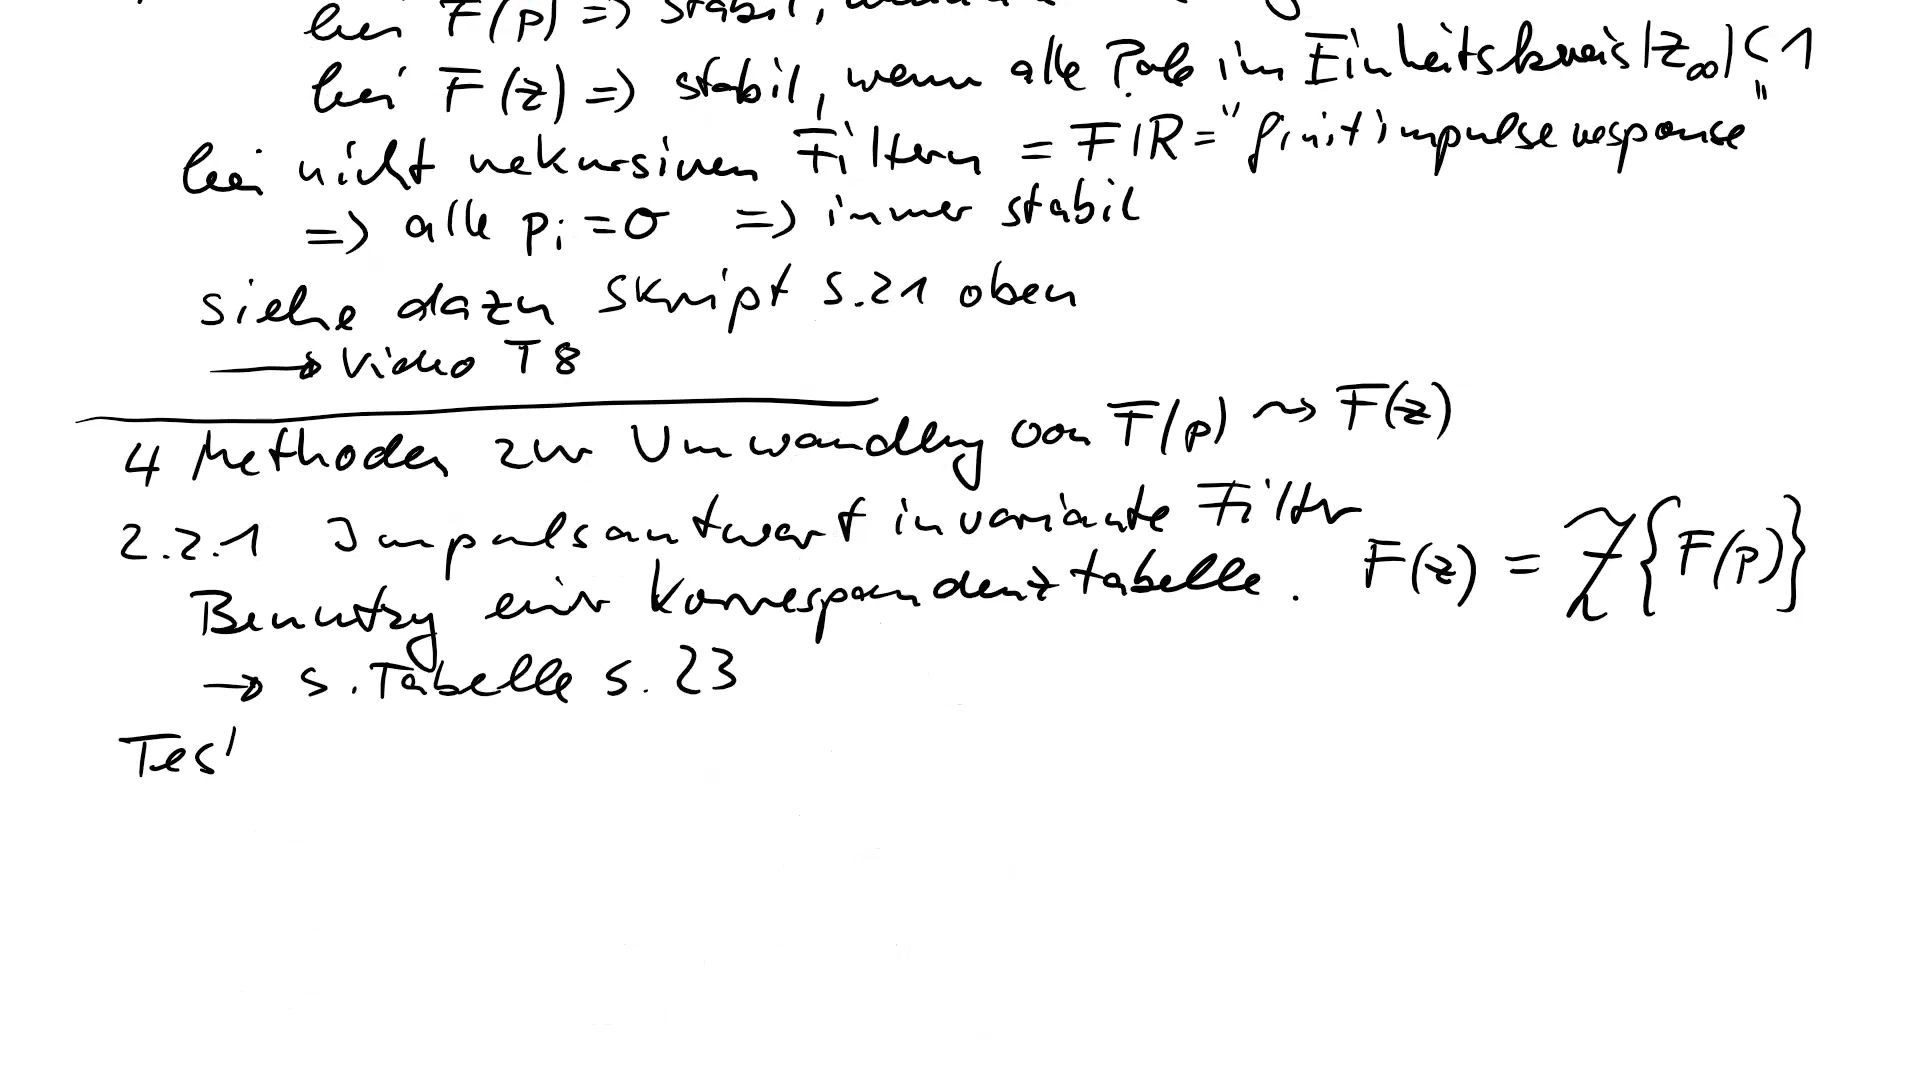 bei F(p) => stabil,
bei F(z) => stabil, wenn alle Pole im Einheitskreis |z∞| < 1
bei nicht rekursiven Filtern = FIR = "finit impulse response"
=> alle pi = 0 => immer stabil
siehe dazu Skript S.21 oben
→ Video T8
4 Methoden zur Umwandlung von F(p) ⇝ F(z)
2.2.1 Impulsantwort invariante Filter
Benutzg einr Korrespondenztabelle. F(z) = Z{F(p)}
→ s. Tabelle S. 23
Tes'